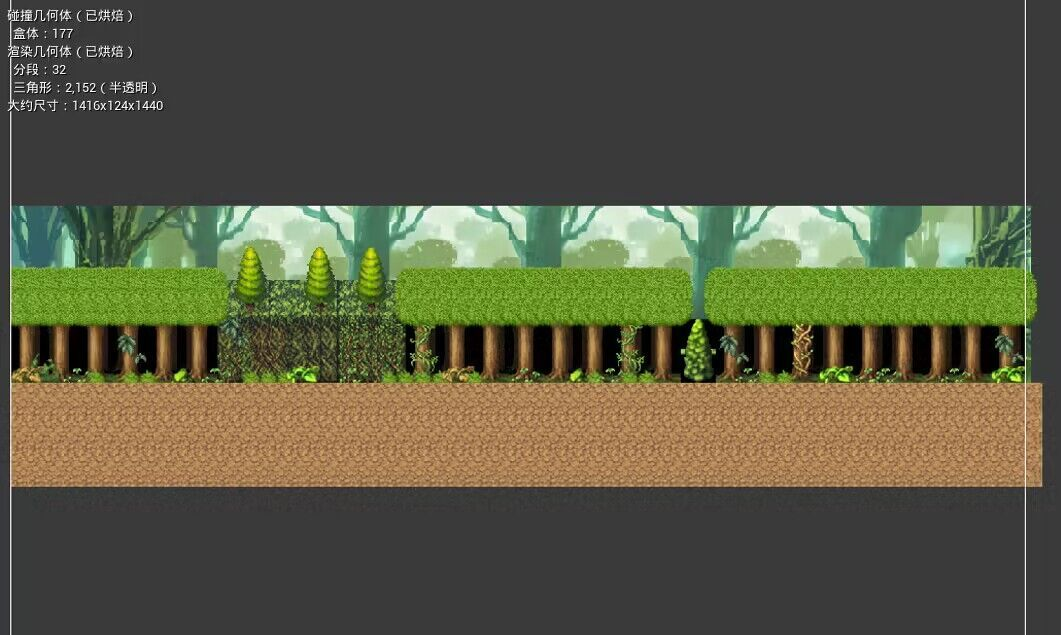 碰撞几何体（已烘焙）
盒体：177
渲染几何体（已烘焙）
分段：32
三角形：2,152（半透明）
大约尺寸：1416x124x1440